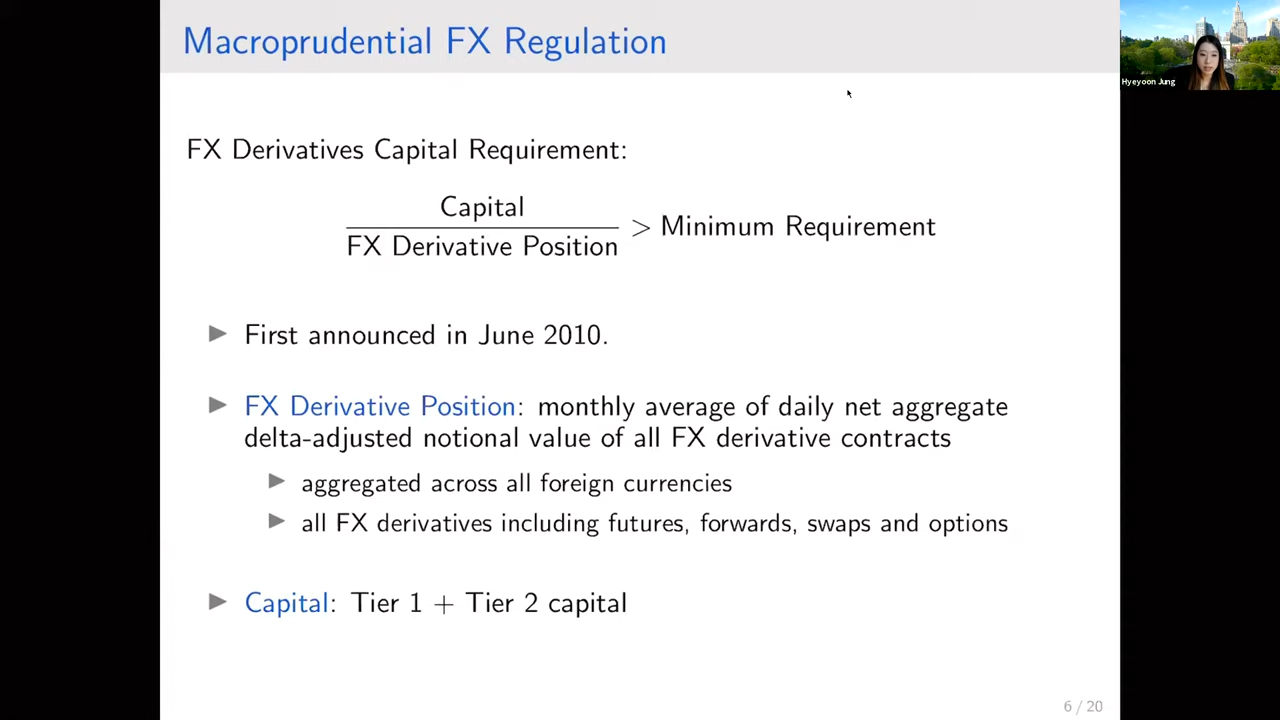 Macroprudential FX Regulation
Hyeyoon Jung
FX Derivatives Capital Requirement:
Capital
FX Derivative Position
> Minimum Requirement
First announced in June 2010.
FX Derivative Position: monthly average of daily net aggregate
delta-adjusted notional value of all FX derivative contracts
aggregated across all foreign currencies
all FX derivatives including futures, forwards, swaps and options
Capital: Tier 1 + Tier 2 capital
6 / 20